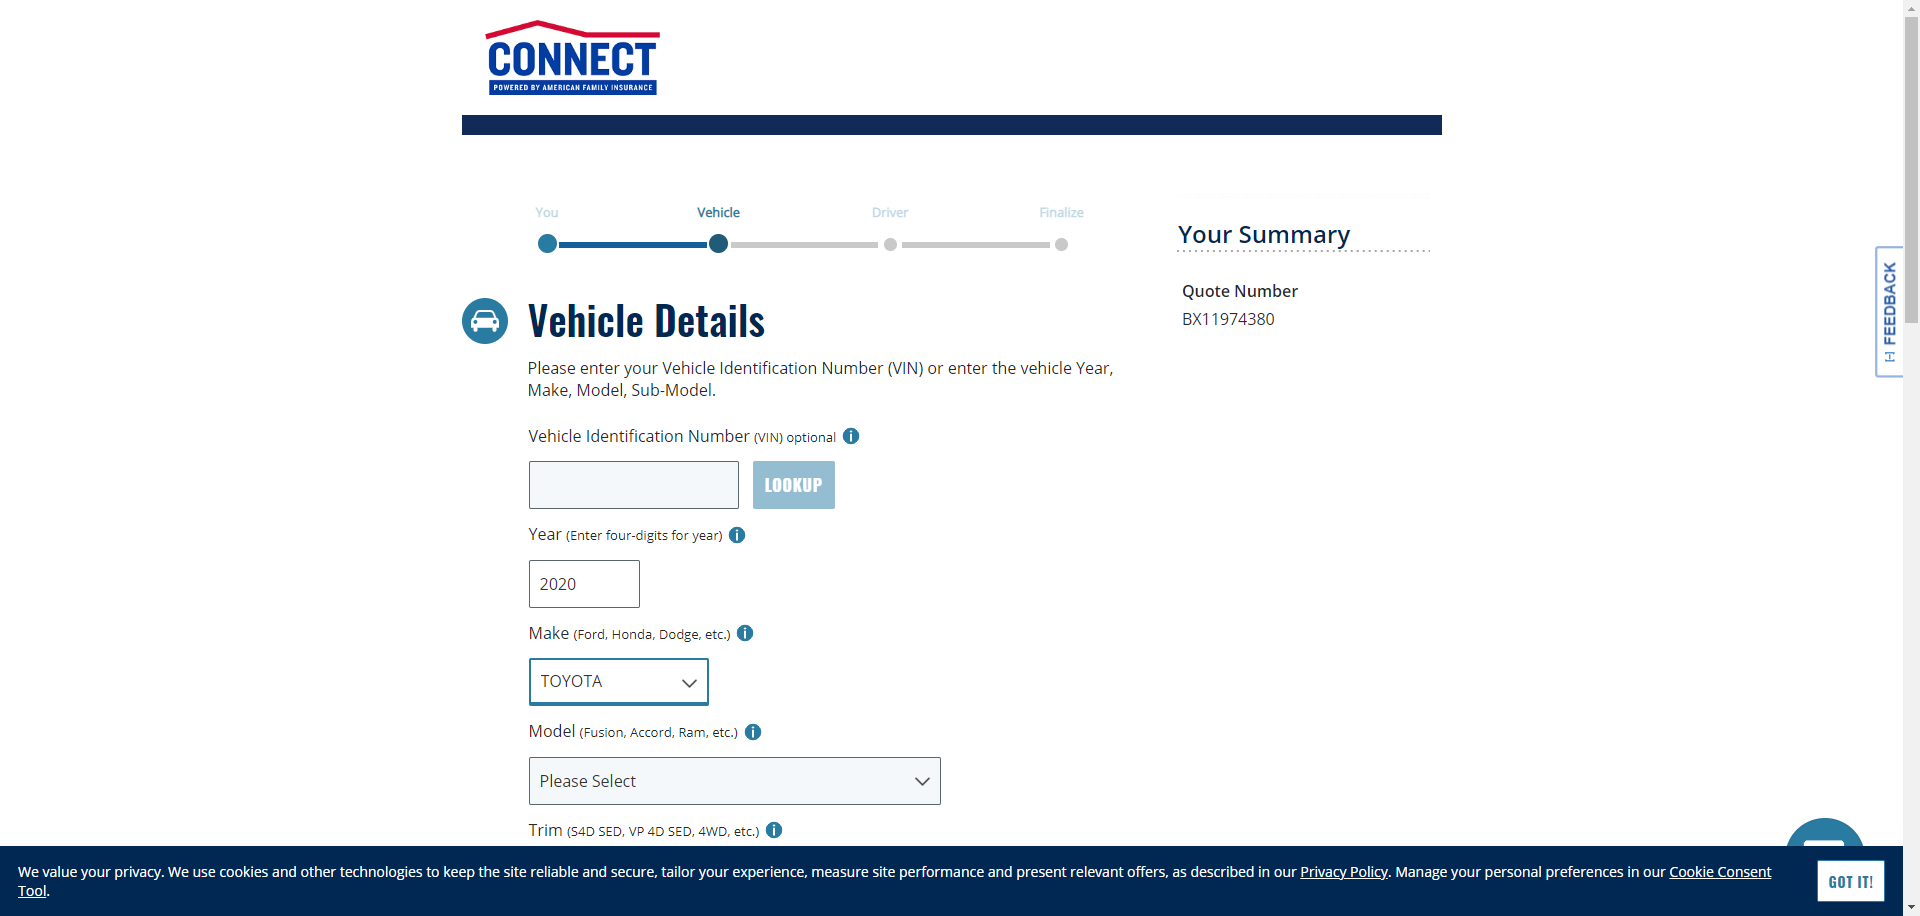 CONNECT
POWERED BY AMERICAN FAMILY INSURANCE
You
Vehicle
Driver
Finalize
Your Summary
Quote Number
BX11974380
FEEDBACK
Vehicle Details
Please enter your Vehicle Identification Number (VIN) or enter the vehicle Year,
Make, Model, Sub-Model.
Vehicle Identification Number (VIN) optional
LOOKUP
Year (Enter four-digits for year)
2020
Make (Ford, Honda, Dodge, etc.)
TOYOTA
Model (Fusion, Accord, Ram, etc.)
Please Select
Trim (S4D SED, VP 4D SED, 4WD, etc.)
We value your privacy. We use cookies and other technologies to keep the site reliable and secure, tailor your experience, measure site performance and present relevant offers, as described in our Privacy Policy. Manage your personal preferences in our Cookie Consent
Tool.
GOT IT!